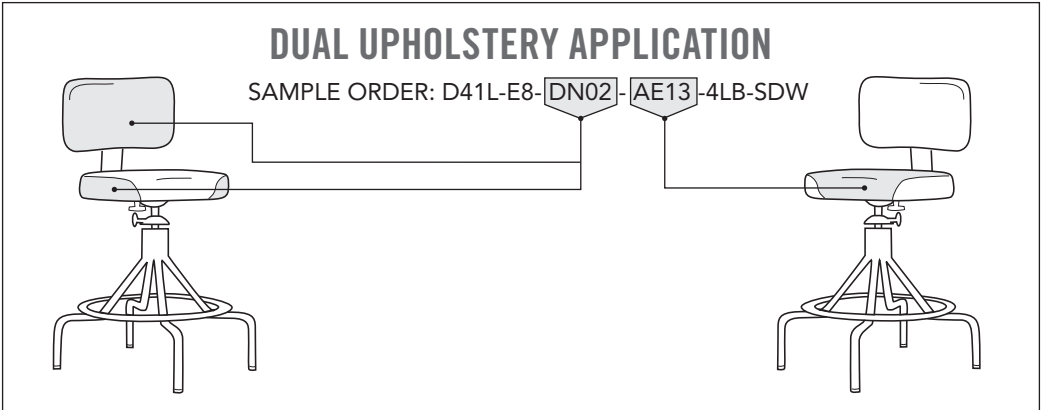 DUAL UPHOLSTERY APPLICATION
SAMPLE ORDER: D41L-E8-DN02-AE13-4LB-SDW